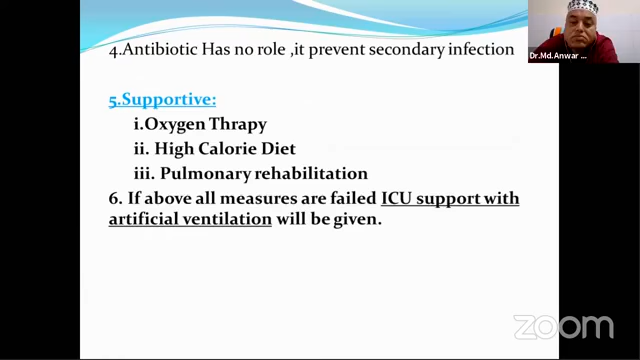 4.Antibiotic Has no role ,it prevent secondary infection
5.Supportive:
i.Oxygen Thrapy
ii. High Calorie Diet
iii. Pulmonary rehabilitation
6. If above all measures are failed ICU support with
artificial ventilation will be given.
Dr.Md.Anwar ...
zoom